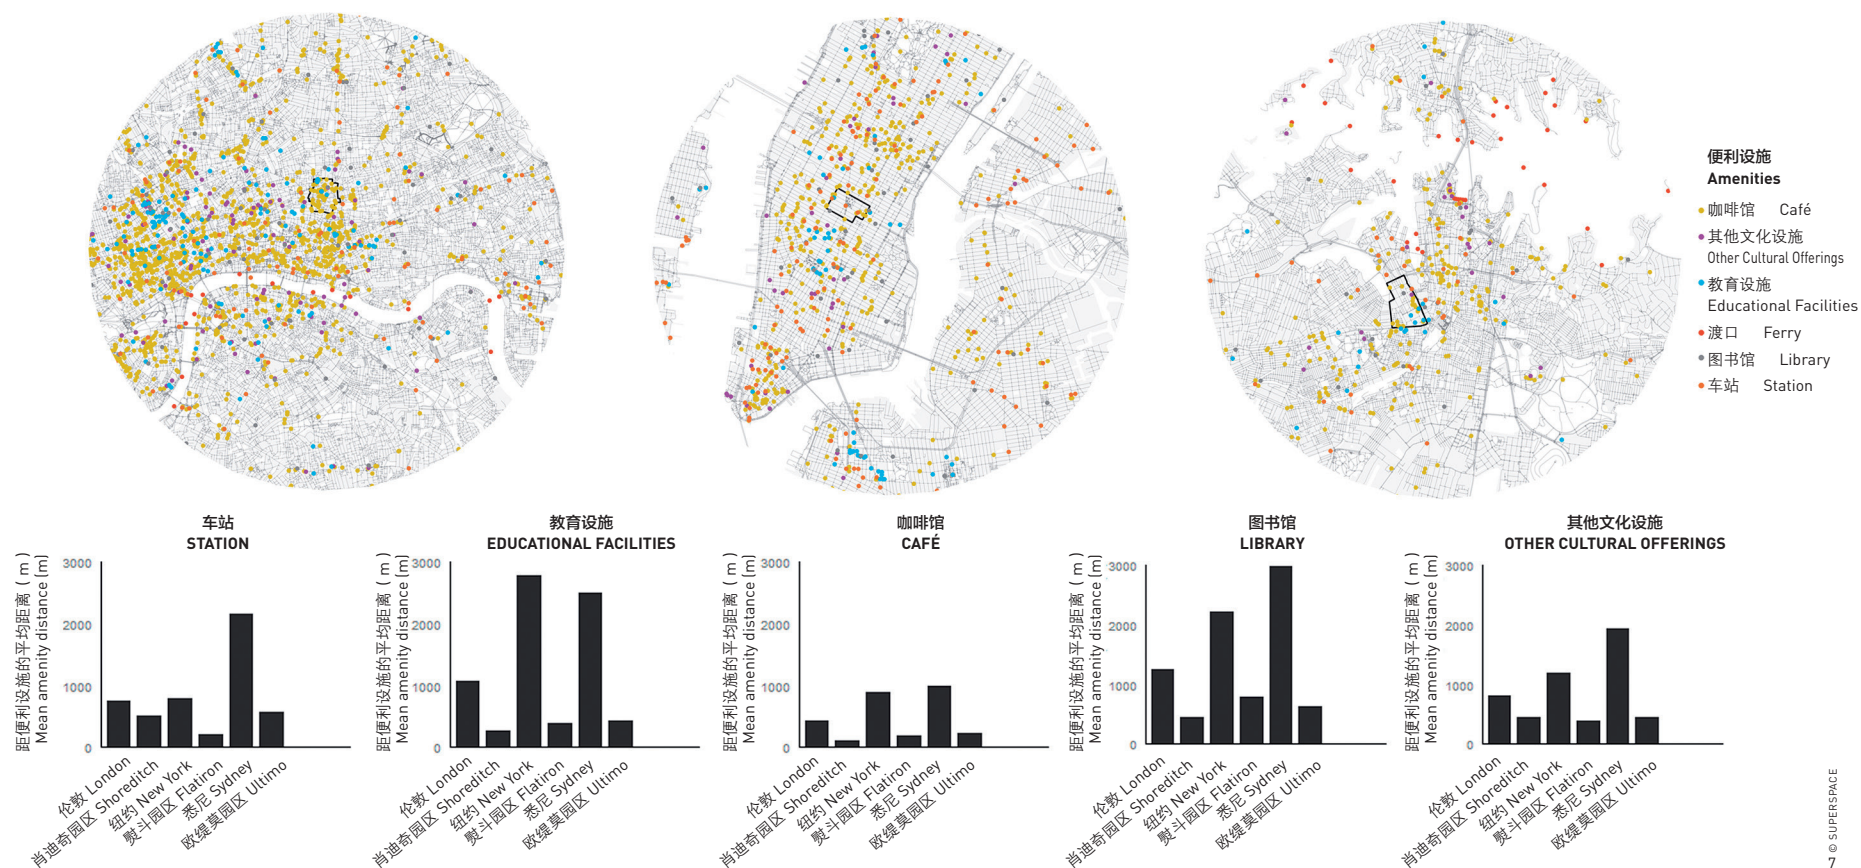 便利设施
Amenities
咖啡馆 Café
其他文化设施
Other Cultural Offerings
教育设施
Educational Facilities
渡口 Ferry
图书馆 Library
车站 Station
车站
STATION
距便利设施的平均距离（m）
Mean amenity distance (m)
3000
2000
1000
0
伦敦 London
肖迪奇园区 Shoreditch
纽约 New York
熨斗园区 Flatiron
悉尼 Sydney
欧缇莫园区 Ultimo
教育设施
EDUCATIONAL FACILITIES
距便利设施的平均距离（m）
Mean amenity distance (m)
3000
2000
1000
0
伦敦 London
肖迪奇园区 Shoreditch
纽约 New York
熨斗园区 Flatiron
悉尼 Sydney
欧缇莫园区 Ultimo
咖啡馆
CAFÉ
距便利设施的平均距离（m）
Mean amenity distance (m)
3000
2000
1000
0
伦敦 London
肖迪奇园区 Shoreditch
纽约 New York
熨斗园区 Flatiron
悉尼 Sydney
欧缇莫园区 Ultimo
图书馆
LIBRARY
距便利设施的平均距离（m）
Mean amenity distance (m)
3000
2000
1000
0
伦敦 London
肖迪奇园区 Shoreditch
纽约 New York
熨斗园区 Flatiron
悉尼 Sydney
欧缇莫园区 Ultimo
其他文化设施
OTHER CULTURAL OFFERINGS
距便利设施的平均距离（m）
Mean amenity distance (m)
3000
2000
1000
0
伦敦 London
肖迪奇园区 Shoreditch
纽约 New York
熨斗园区 Flatiron
悉尼 Sydney
欧缇莫园区 Ultimo
© SUPERSPACE
7